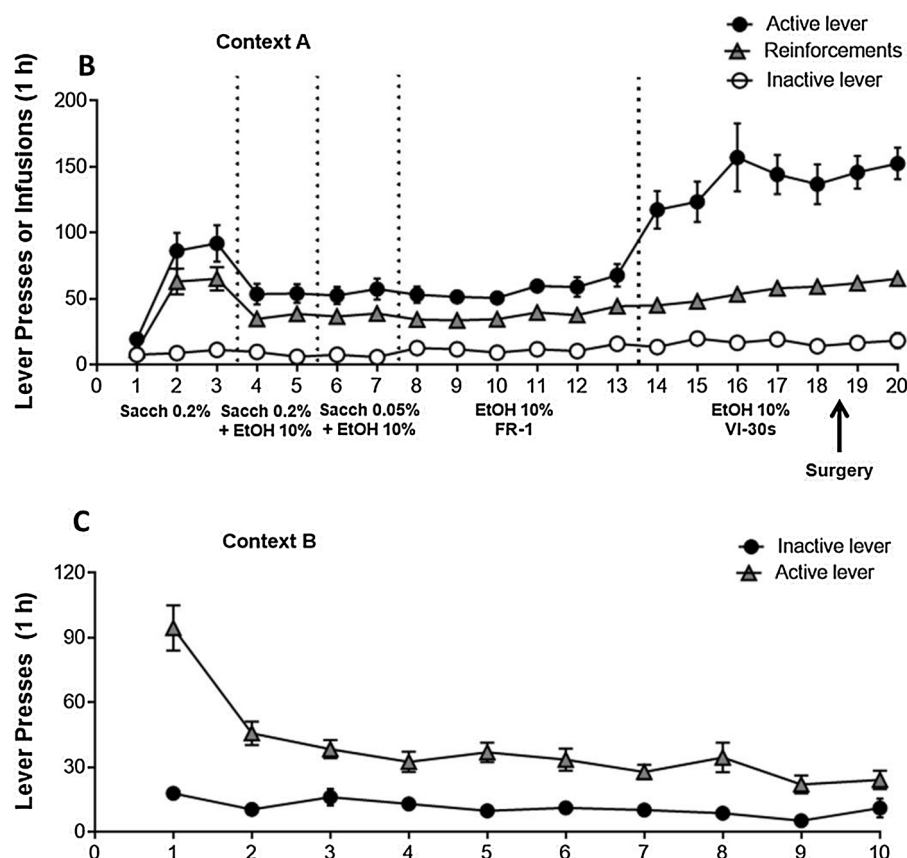 Context A
B
Active lever
Reinforcements
Inactive lever
Lever Presses or Infusions (1 h)
200
150
100
50
0
0 1 2 3 4 5 6 7 8 9 10 11 12 13 14 15 16 17 18 19 20
Sacch 0.2% Sacch 0.2% Sacch 0.05% EtOH 10% EtOH 10%
+ EtOH 10% + EtOH 10% FR-1 VI-30s
Surgery
C
Context B
Inactive lever
Active lever
Lever Presses (1 h)
120
90
60
30
0
0 1 2 3 4 5 6 7 8 9 10